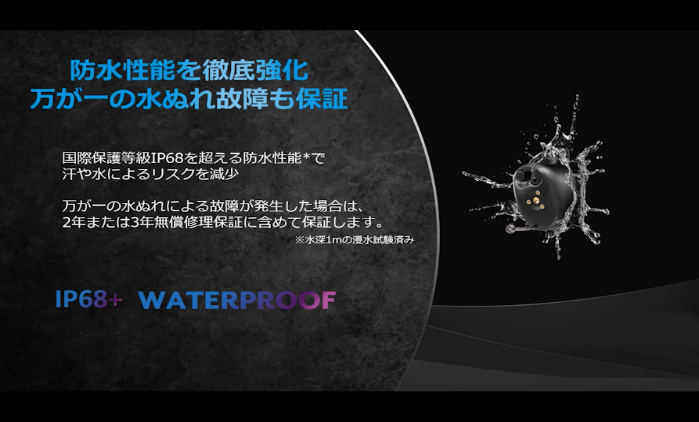 防水性能を徹底強化
万が一の水ぬれ故障も保証
国際保護等級IP68を超える防水性能*で
汗や水によるリスクを減少
万が一の水ぬれによる故障が発生した場合は、
2年または3年無償修理保証に含めて保証します。
※水深1mの浸水試験済み
IP68+ WATERPROOF